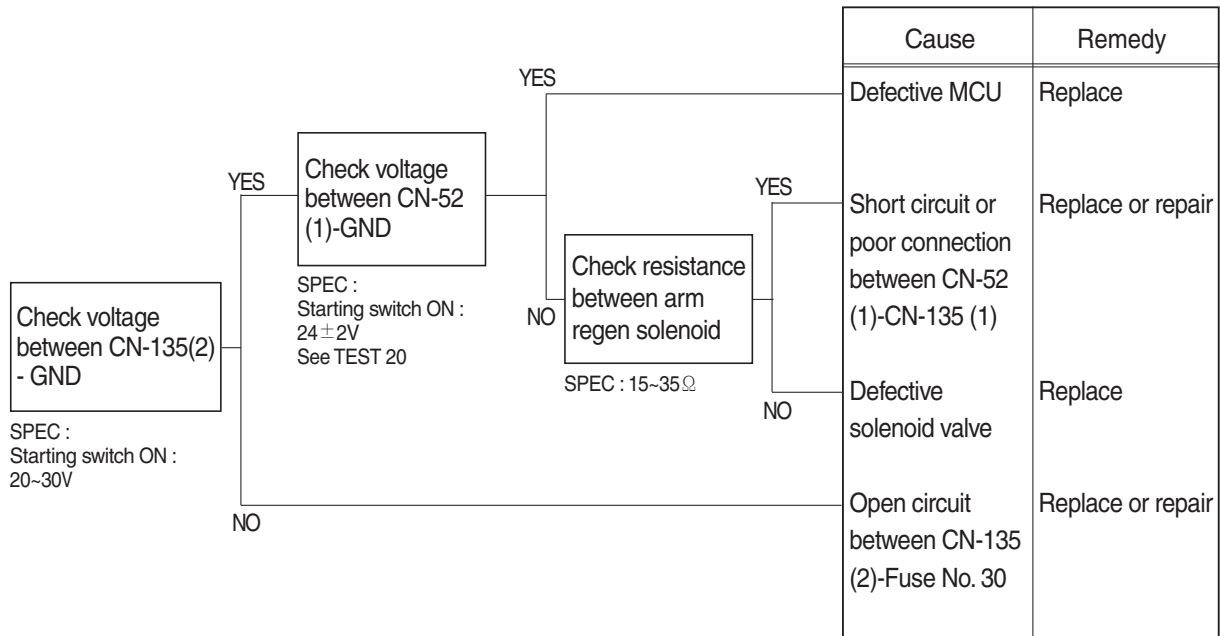 Check voltage
between CN-135(2)
- GND
SPEC :
Starting switch ON :
20~30V
YES
NO
Check voltage
between CN-52
(1)-GND
SPEC :
Starting switch ON :
24±2V
See TEST 20
YES
NO
Check resistance
between arm
regen solenoid
SPEC : 15~35Ω
YES
NO
Cause Remedy
Defective MCU Replace
Short circuit or Replace or repair
poor connection
between CN-52
(1)-CN-135 (1)
Defective Replace
solenoid valve
Open circuit Replace or repair
between CN-135
(2)-Fuse No. 30